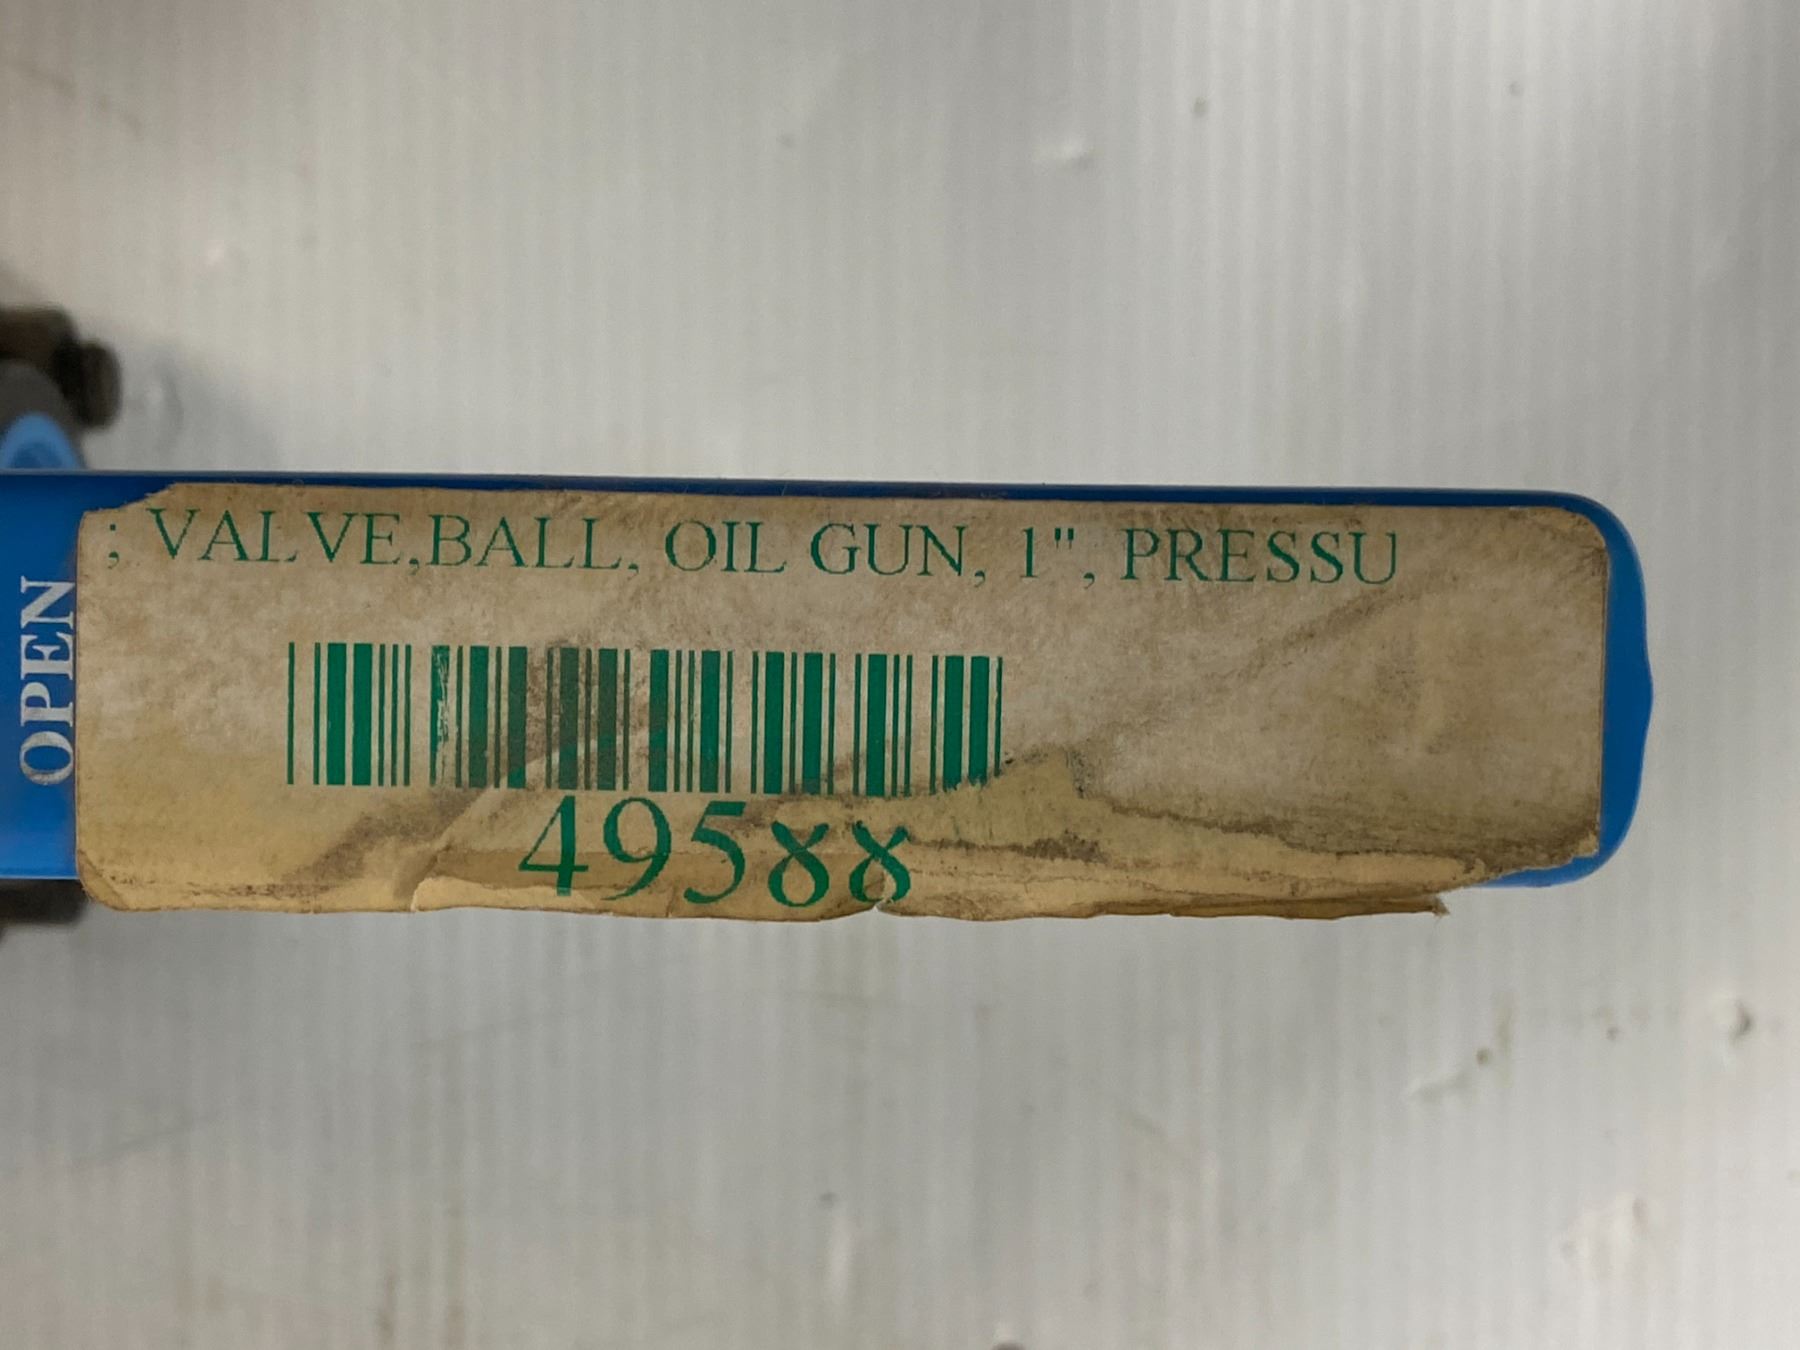 ; VALVE,BALL, OIL GUN, 1", PRESSU
49588
OPEN